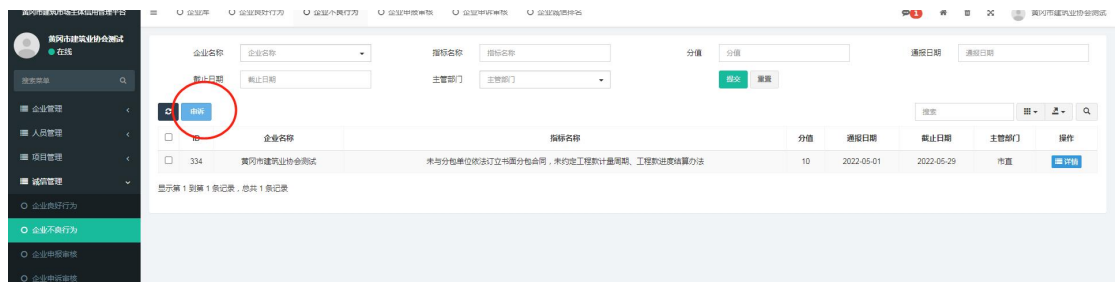 黄冈市建筑市场主体信用管理平台
企业库 企业良好行为 企业不良行为 企业申报审核 企业申诉审核 企业诚信排名
1 黄冈市建筑业协会测试
黄冈市建筑业协会测试
在线
搜索菜单
企业管理
人员管理
项目管理
诚信管理
企业良好行为
企业不良行为
企业申报审核
企业申诉审核
企业名称 企业名称 指标名称 指标名称 分值 分值 通报日期 通报日期
截止日期 截止日期 主管部门 主管部门 提交 重置
申诉 搜索
ID 企业名称 指标名称 分值 通报日期 截止日期 主管部门 操作
334 黄冈市建筑业协会测试 未与分包单位依法订立书面分包合同，未约定工程款计量周期、工程款进度结算办法 10 2022-05-01 2022-05-29 市直 详情
显示第 1 到第 1 条记录，总共 1 条记录